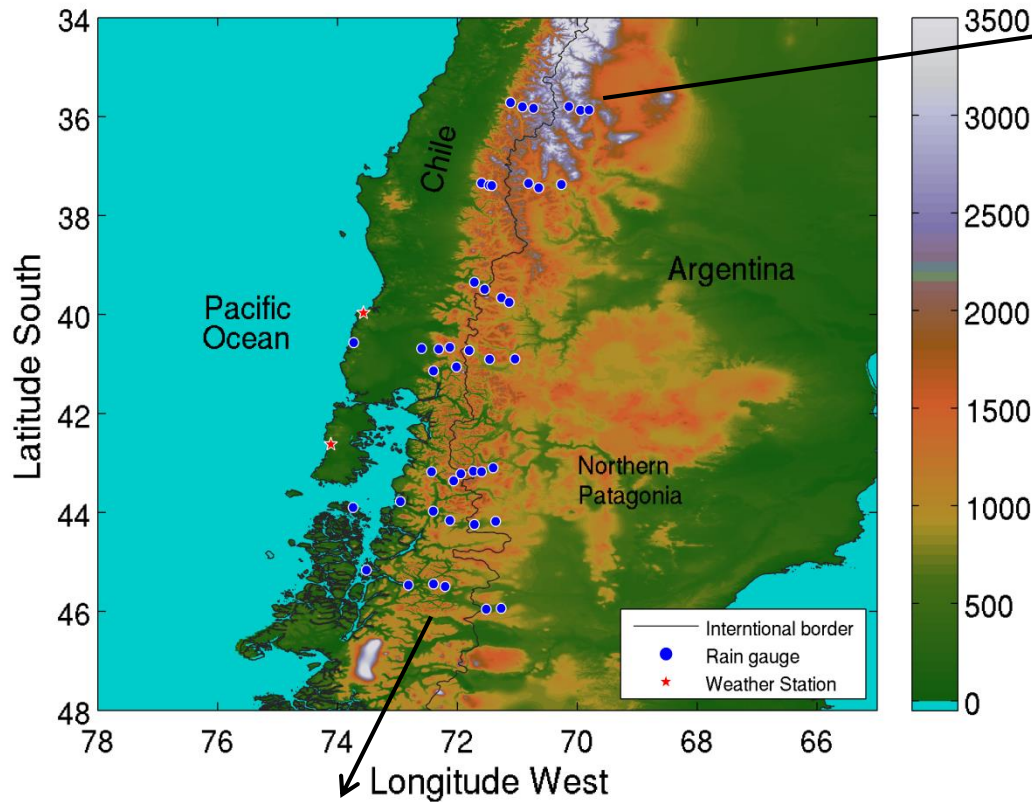 34
36
38
40
42
44
46
48
Latitude South
78
76
74
72
70
68
66
Longitude West
Chile
Argentina
Pacific
Ocean
Northern
Patagonia
Interntional border
Rain gauge
Weather Station
3500
3000
2500
2000
1500
1000
500
0